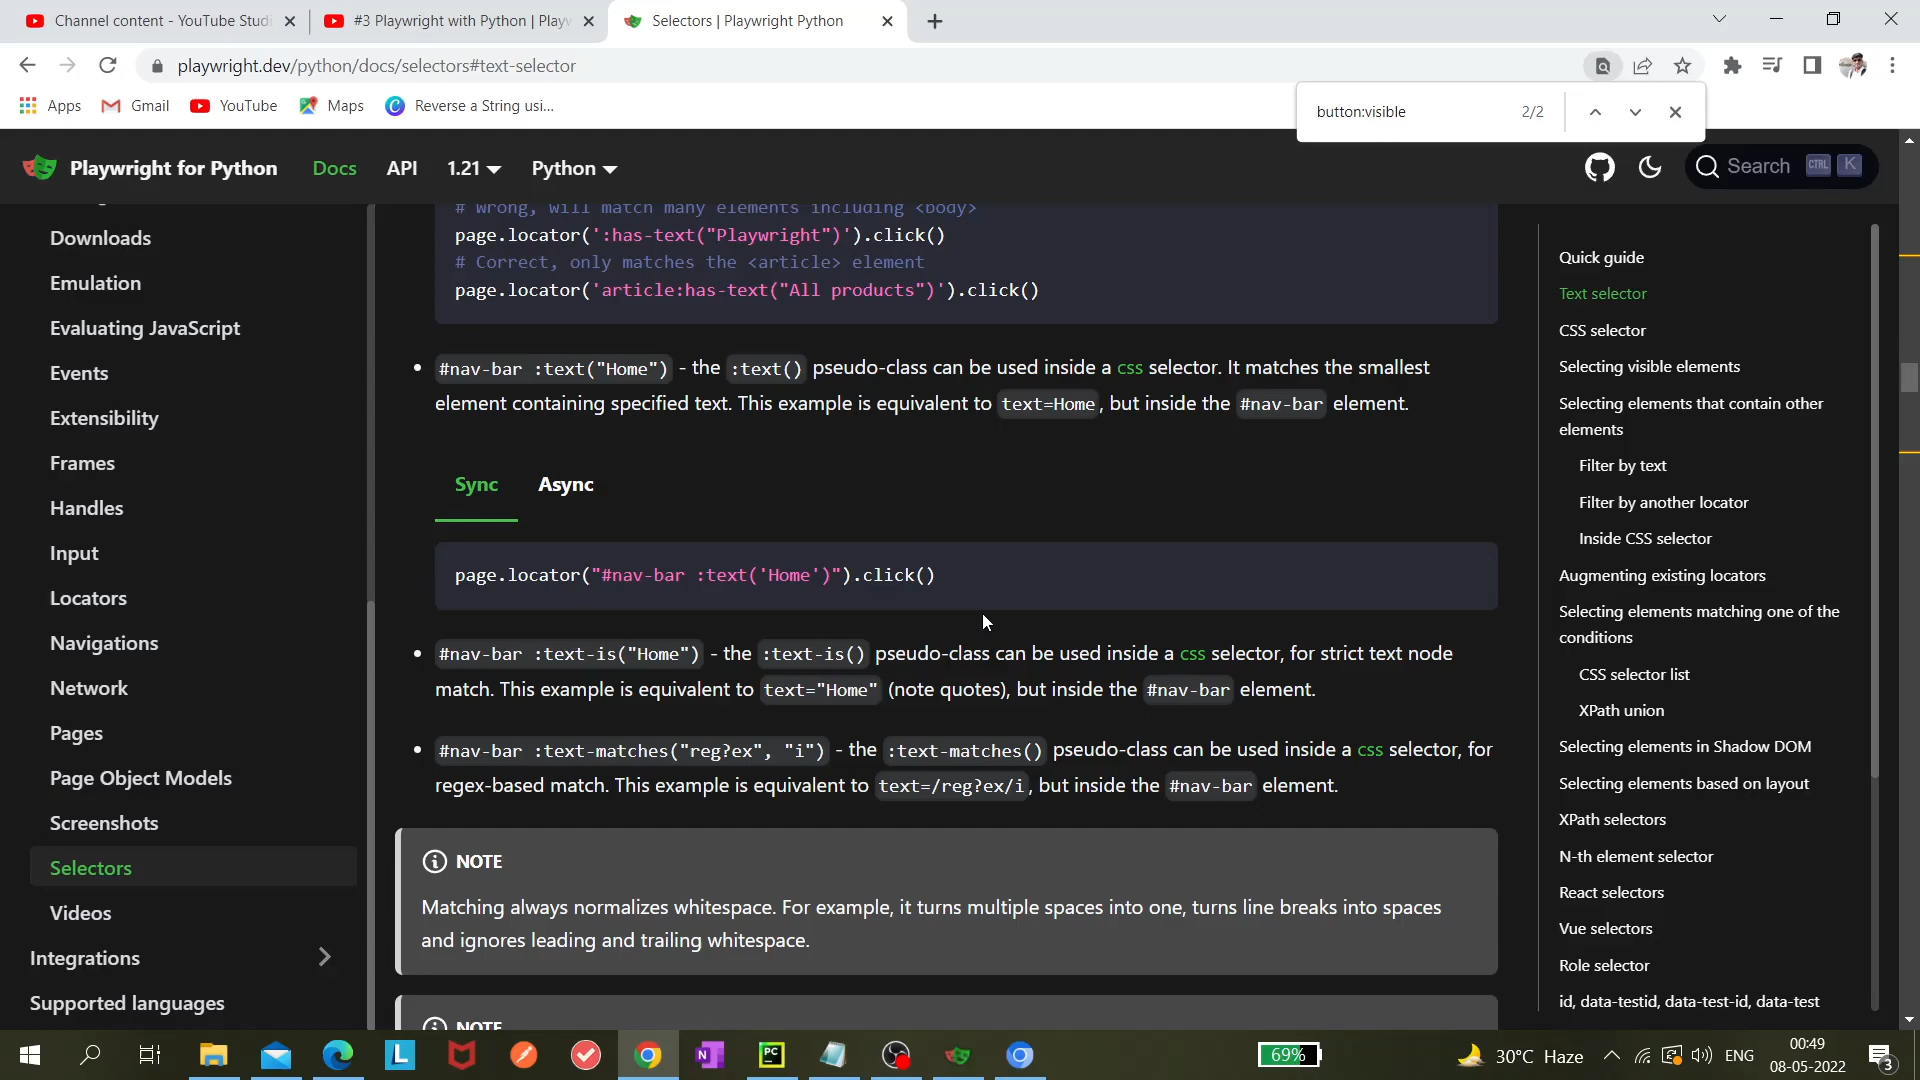 Channel content - YouTube Studi
#3 Playwright with Python | Playw
Selectors | Playwright Python
playwright.dev/python/docs/selectors#text-selector
Apps
Gmail
YouTube
Maps
Reverse a String usi...
button:visible
2/2
Playwright for Python
Docs
API
1.21
Python
Search
CTRL
K
Downloads
Emulation
Evaluating JavaScript
Events
Extensibility
Frames
Handles
Input
Locators
Navigations
Network
Pages
Page Object Models
Screenshots
Selectors
Videos
Integrations
Supported languages
# Wrong, will match many elements including <body>
page.locator(':has-text("Playwright")').click()
# Correct, only matches the <article> element
page.locator('article:has-text("All products")').click()
#nav-bar :text("Home") - the :text() pseudo-class can be used inside a css selector. It matches the smallest
element containing specified text. This example is equivalent to text=Home, but inside the #nav-bar element.
Sync
Async
page.locator("#nav-bar :text('Home')").click()
#nav-bar :text-is("Home") - the :text-is() pseudo-class can be used inside a css selector, for strict text node
match. This example is equivalent to text="Home" (note quotes), but inside the #nav-bar element.
#nav-bar :text-matches("reg?ex", "i") - the :text-matches() pseudo-class can be used inside a css selector, for
regex-based match. This example is equivalent to text=/reg?ex/i, but inside the #nav-bar element.
NOTE
Matching always normalizes whitespace. For example, it turns multiple spaces into one, turns line breaks into spaces
and ignores leading and trailing whitespace.
NOTE
Quick guide
Text selector
CSS selector
Selecting visible elements
Selecting elements that contain other
elements
Filter by text
Filter by another locator
Inside CSS selector
Augmenting existing locators
Selecting elements matching one of the
conditions
CSS selector list
XPath union
Selecting elements in Shadow DOM
Selecting elements based on layout
XPath selectors
N-th element selector
React selectors
Vue selectors
Role selector
id, data-testid, data-test-id, data-test
69%
30°C Haze
ENG
00:49
08-05-2022
3